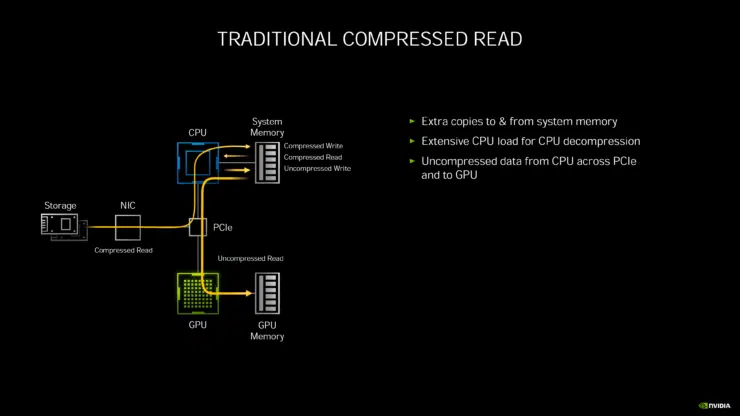 TRADITIONAL COMPRESSED READ
System
Memory
CPU
Compressed Write
Compressed Read
Uncompressed Write
Storage
NIC
PCIe
Compressed Read
Uncompressed Read
GPU
GPU
Memory
► Extra copies to & from system memory
► Extensive CPU load for CPU decompression
► Uncompressed data from CPU across PCIe
and to GPU
NVIDIA